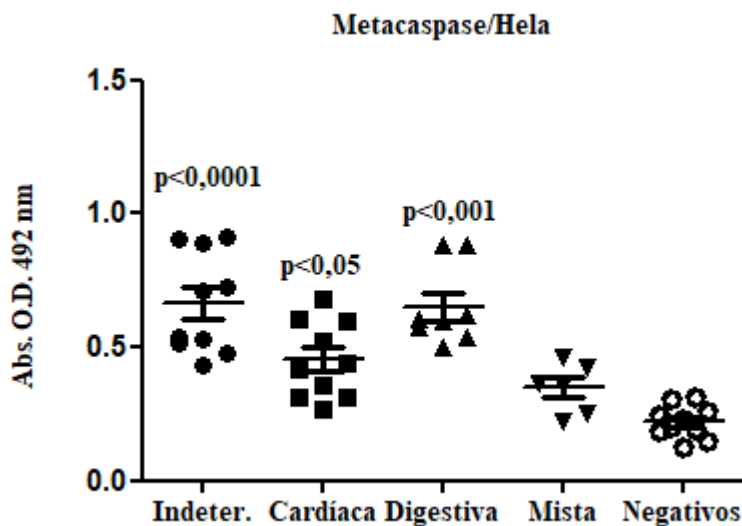 Metacaspase/Hela
Abs. O.D. 492 nm
1.5
1.0
0.5
0.0
p<0,0001
p<0,05
p<0,001
Indeter. Cardíaca Digestiva Mista Negativos